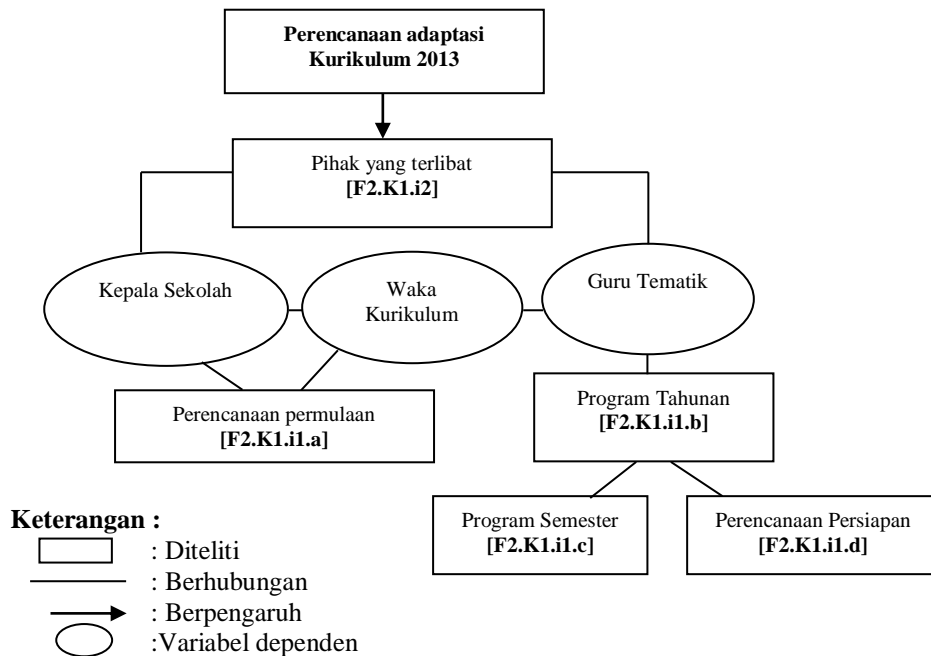 Perencanaan adaptasi
Kurikulum 2013
Pihak yang terlibat
[F2.K1.i2]
Kepala Sekolah
Waka
Kurikulum
Guru Tematik
Perencanaan permulaan
[F2.K1.i1.a]
Program Tahunan
[F2.K1.i1.b]
Program Semester
[F2.K1.i1.c]
Perencanaan Persiapan
[F2.K1.i1.d]
Keterangan :
: Diteliti
: Berhubungan
: Berpengaruh
:Variabel dependen